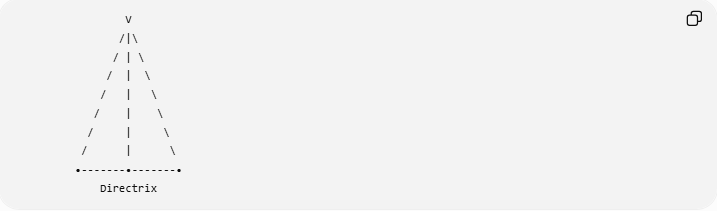 V
/|\
/ | \
/  |  \
/   |   \
/    |    \
/     |     \
/      |      \
•-------•-------•
Directrix